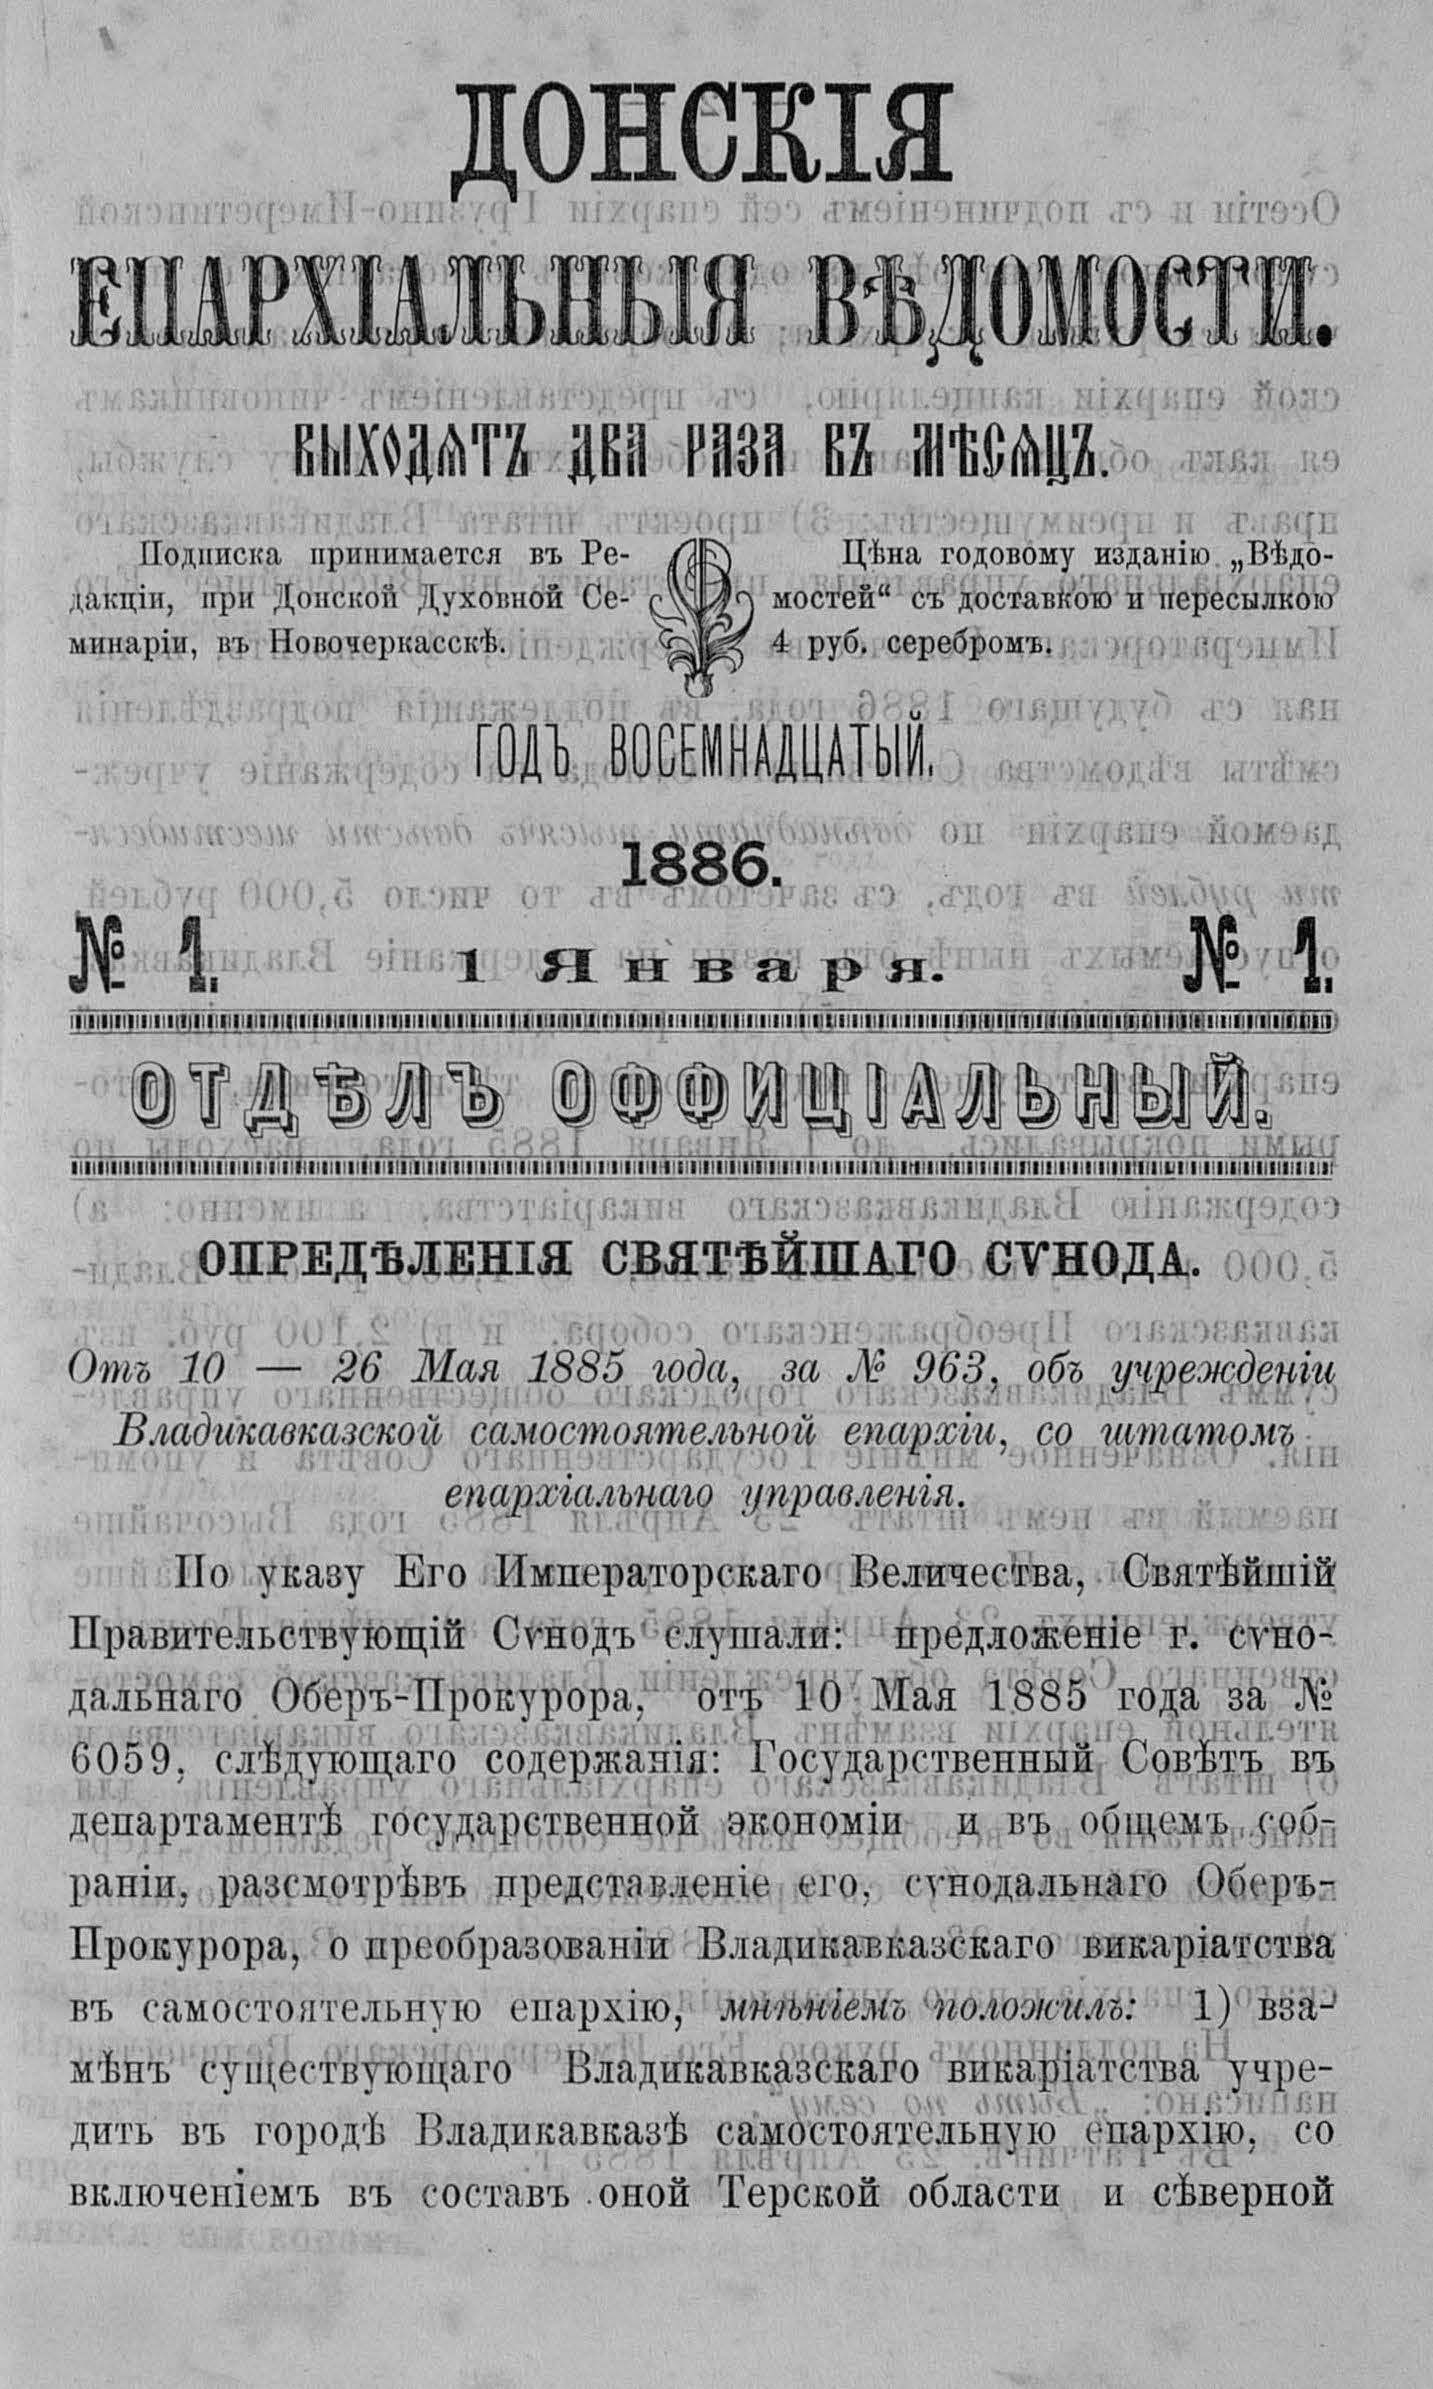 ДОНСКІЯ
ЕПАРХІАЛЬНЫЯ ВѢДОМОСТИ.
ВЫХОДѦТЪ ДВА РАЗА ВЪ МѢСѦЦЪ.
Подписка принимается въ Ре-
дакціи, при Донской Духовной Се-
минаріи, въ Новочеркасскѣ.
Цѣна годовому изданію „Вѣдо-
мостей“ съ доставкою и пересылкою
4 руб. серебромъ.
ГОДЪ ВОСЕМНАДЦАТЫЙ.
1886.
№ 1. 1 Января. № 1.
ОТДѢЛЪ ОФФИЦІАЛЬНЫЙ.
ОПРЕДѢЛЕНІЯ СВЯТѢЙШАГО СѴНОДА.
Отъ 10 — 26 Мая 1885 года, за № 963, объ учрежденіи
Владикавказской самостоятельной епархіи, со штатомъ
епархіальнаго управленія.
По указу Его Императорскаго Величества, Святѣйшій
Правительствующій Сѵнодъ слушали: предложеніе г. сѵно-
дальнаго Оберъ-Прокурора, отъ 10 Мая 1885 года за №
6059, слѣдующаго содержанія: Государственный Совѣтъ въ
департаментѣ государственной экономіи и въ общемъ соб-
раніи, разсмотрѣвъ представленіе его, сѵнодальнаго Оберъ-
Прокурора, о преобразованіи Владикавказскаго викаріатства
въ самостоятельную епархію, мнѣніемъ положилъ: 1) вза-
мѣнъ существующаго Владикавказскаго викаріатства учре-
дить въ городѣ Владикавказѣ самостоятельную епархію, со
включеніемъ въ составъ оной Терской области и сѣверной